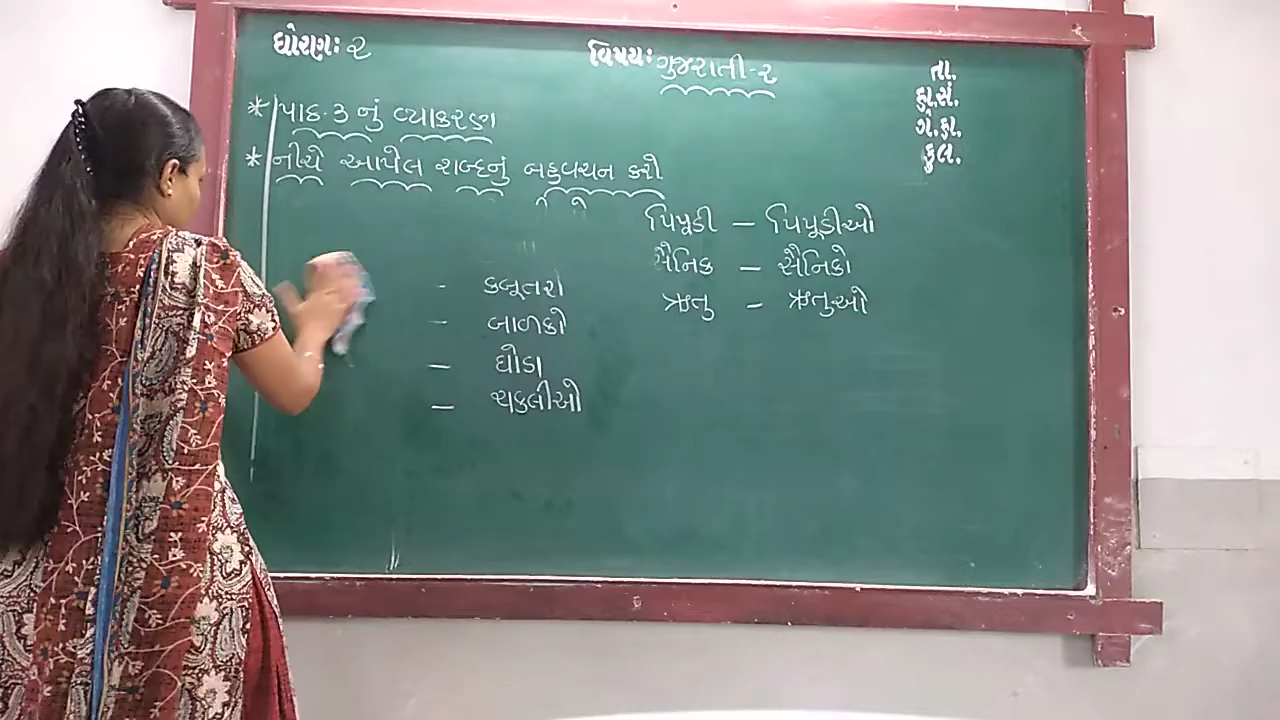 ધોરણઃ ૨
વિષયઃ ગુજરાતી-૨
તા.
હા.સં.
ગે.હા.
કુલ.
* પાઠ-૩ નું વ્યાકરણ
* નીચે આપેલ શબ્દનું બહુવચન કરો
- કબૂતરો
- બાળકો
- ઘોડા
- ચકલીઓ
પિપૂડી - પિપૂડીઓ
સૈનિક - સૈનિકો
ઋતુ - ઋતુઓ